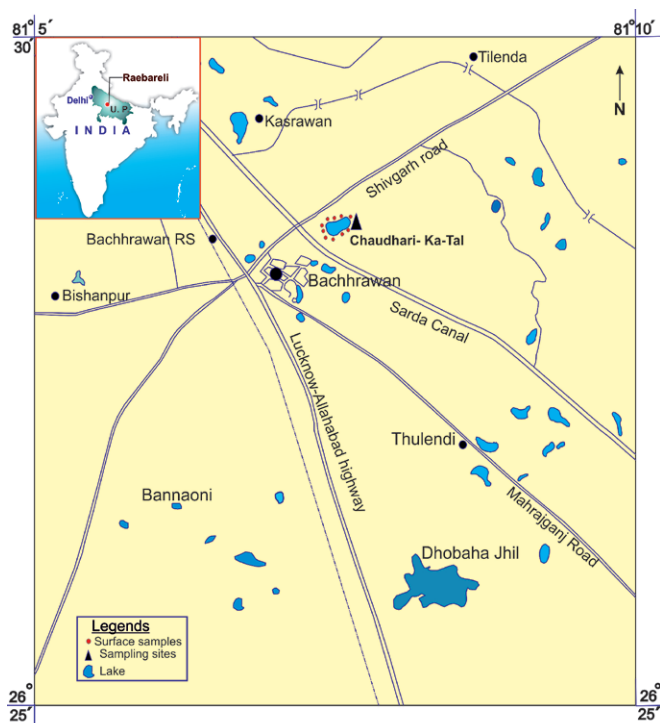 81° 5'
81° 10'
30'
Delhi
Raebareli
U. P.
I N D I A
Tilenda
N
Kasrawan
Shivgarh road
Chaudhari- Ka-Tal
Bachhrawan RS
Bachhrawan
Bishanpur
Sarda Canal
Lucknow-Allahabad highway
Thulendi
Mahrajganj Road
Bannaoni
Dhobaha Jhil
Legends
Surface samples
Sampling sites
Lake
26°
25'
26°
25'